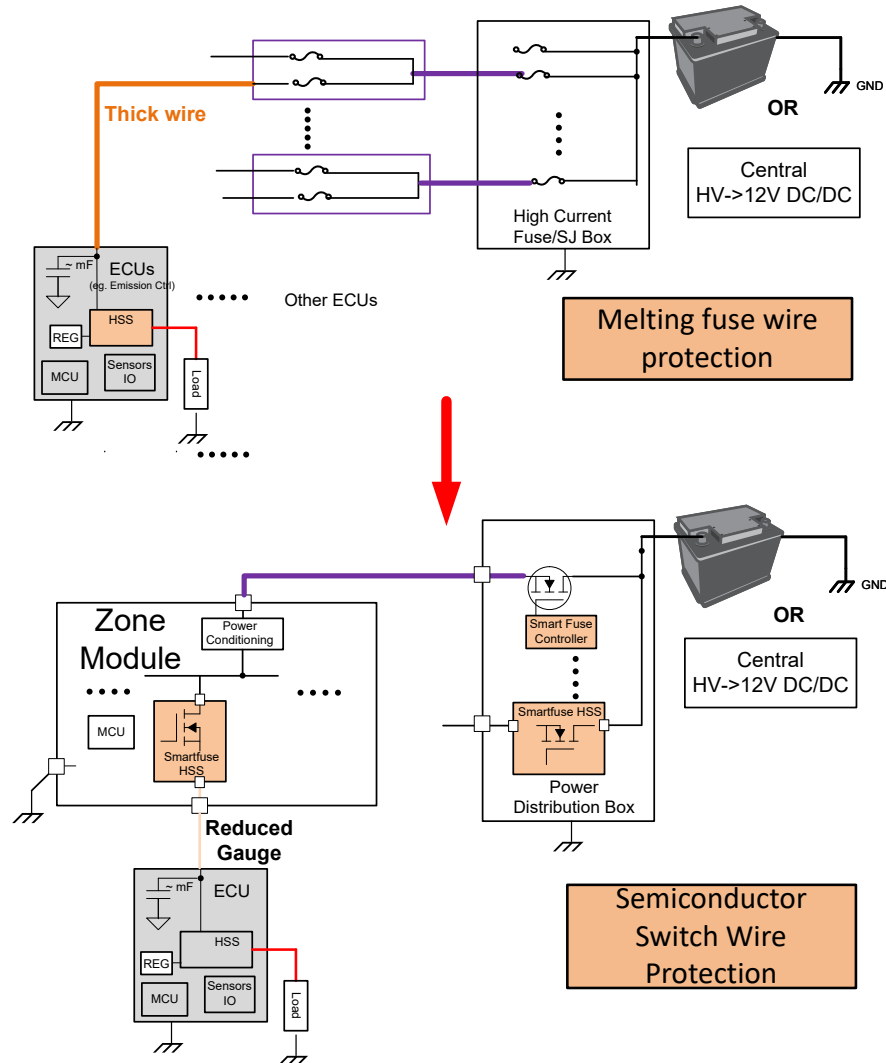 GND
OR
Thick wire
Central
HV->12V DC/DC
High Current
Fuse/SJ Box
~ mF
ECUs
(eg. Emission Ctrl)
HSS
REG
MCU
Sensors
IO
Load
Other ECUs
Melting fuse wire
protection
GND
OR
Smart Fuse
Controller
Central
HV->12V DC/DC
Smartfuse HSS
Power
Distribution Box
Zone
Module
Power
Conditioning
MCU
Smartfuse
HSS
Reduced
Gauge
~ mF
ECU
HSS
REG
MCU
Sensors
IO
Load
Semiconductor
Switch Wire
Protection